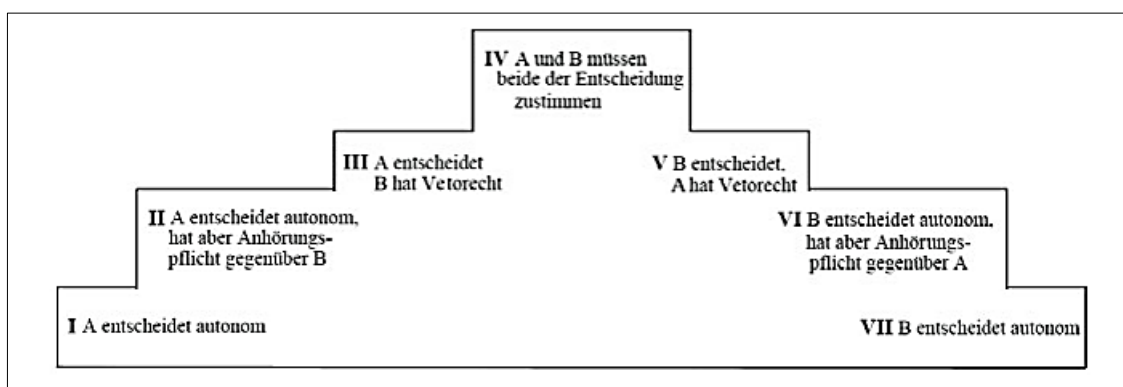 IV A und B müssen
beide der Entscheidung
zustimmen
III A entscheidet
B hat Vetorecht
V B entscheidet,
A hat Vetorecht
II A entscheidet autonom,
hat aber Anhörungs-
pflicht gegenüber B
VI B entscheidet autonom,
hat aber Anhörungs-
pflicht gegenüber A
I A entscheidet autonom
VII B entscheidet autonom